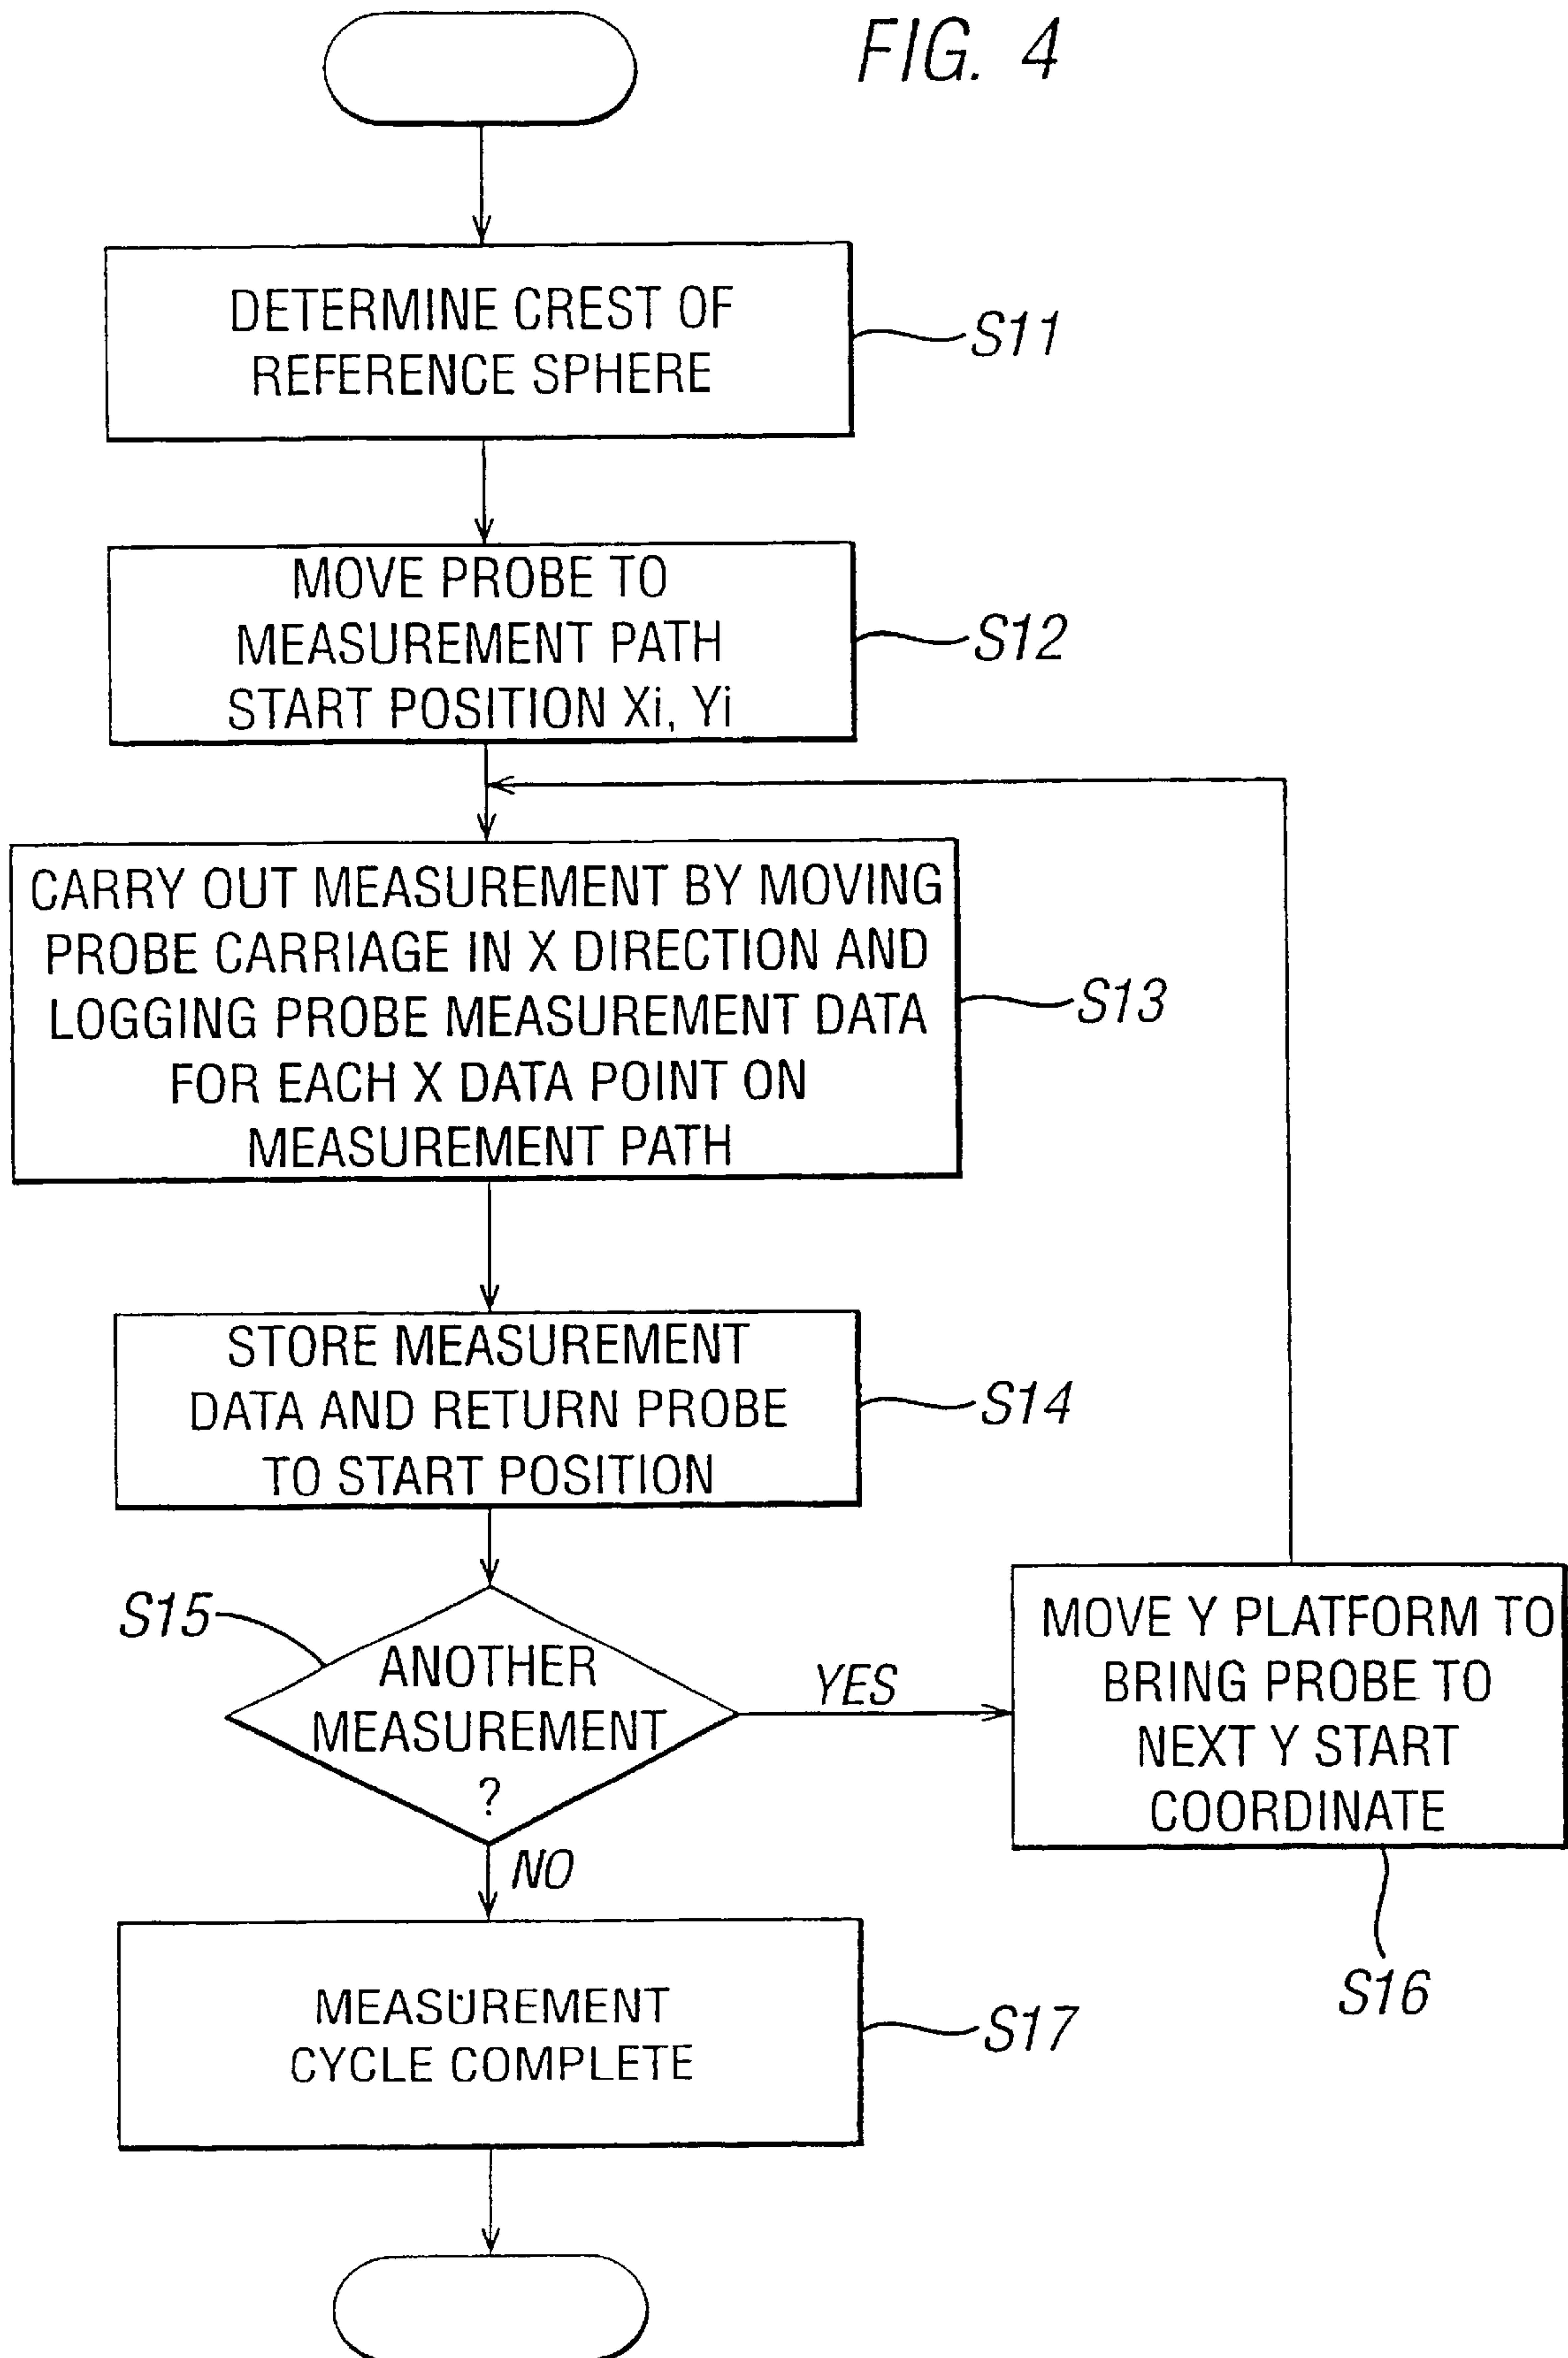 FIG. 4
DETERMINE CREST OF
REFERENCE SPHERE
S11
MOVE PROBE TO
MEASUREMENT PATH
START POSITION Xi, Yi
S12
CARRY OUT MEASUREMENT BY MOVING
PROBE CARRIAGE IN X DIRECTION AND
LOGGING PROBE MEASUREMENT DATA
FOR EACH X DATA POINT ON
MEASUREMENT PATH
S13
STORE MEASUREMENT
DATA AND RETURN PROBE
TO START POSITION
S14
S15
ANOTHER
MEASUREMENT
?
YES
NO
MOVE Y PLATFORM TO
BRING PROBE TO
NEXT Y START
COORDINATE
S16
MEASUREMENT
CYCLE COMPLETE
S17